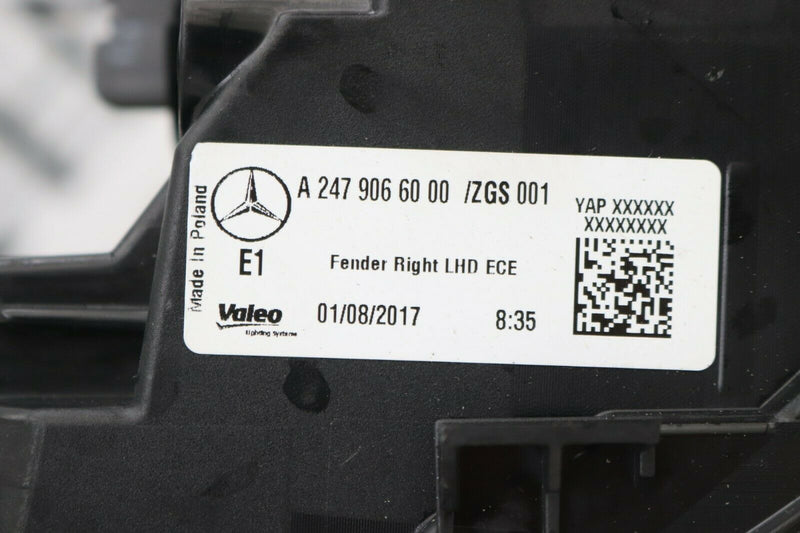 Made In Poland
A 247 906 60 00 /ZGS 001
YAP XXXXXX
XXXXXXXX
E1
Fender Right LHD ECE
Valeo
Lighting Systems
01/08/2017
8:35